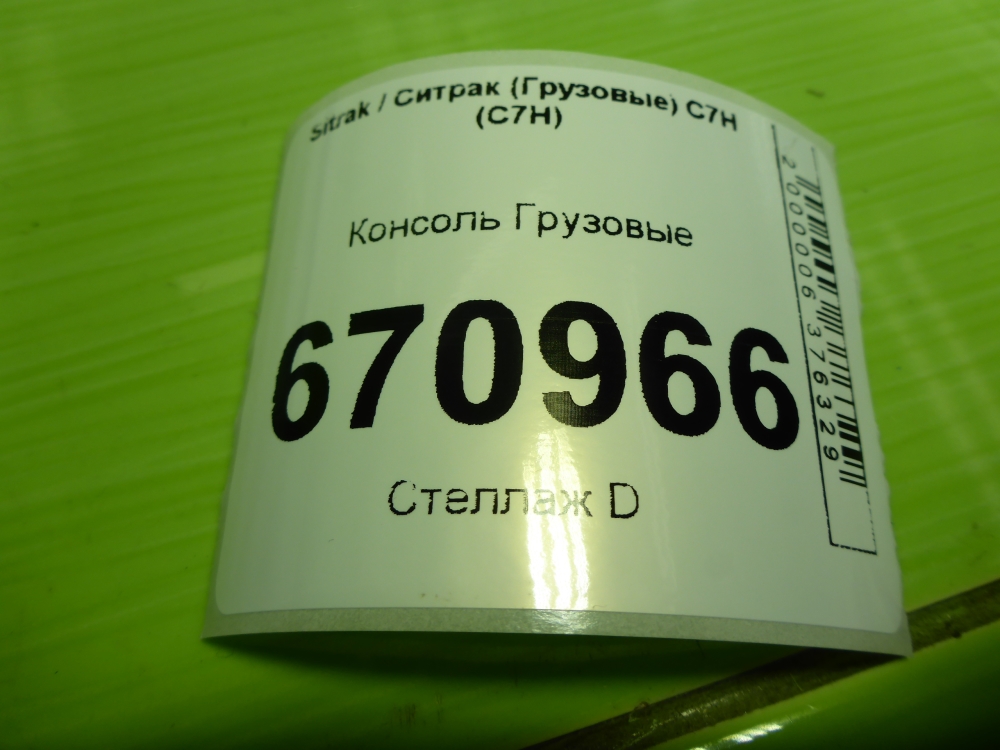 Sitrak / Ситрак (Грузовые) C7H
(C7H)
Консоль Грузовые
670966
Стеллаж D
2000006376329